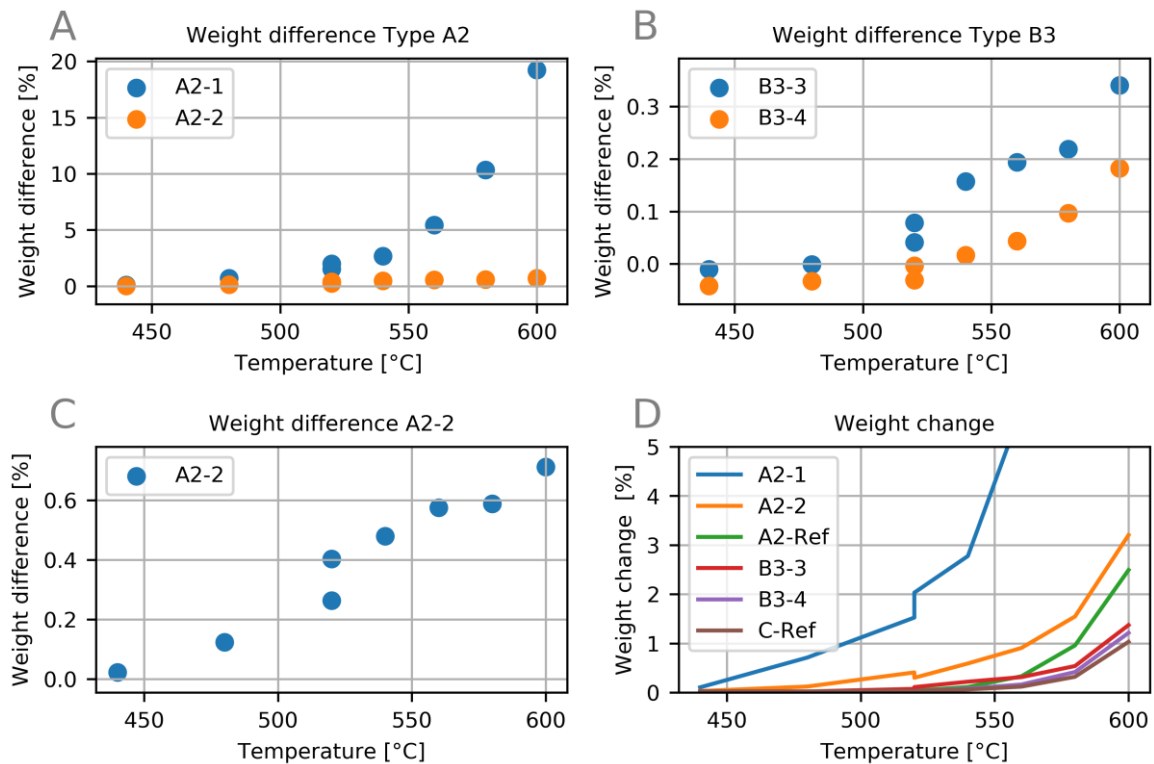 A
Weight difference Type A2
Weight difference [%]
20
15
10
5
0
A2-1
A2-2
450
500
550
600
Temperature [°C]
B
Weight difference Type B3
Weight difference [%]
0.3
0.2
0.1
0.0
B3-3
B3-4
450
500
550
600
Temperature [°C]
C
Weight difference A2-2
Weight difference [%]
0.6
0.4
0.2
0.0
A2-2
450
500
550
600
Temperature [°C]
D
Weight change
Weight change [%]
5
4
3
2
1
0
A2-1
A2-2
A2-Ref
B3-3
B3-4
C-Ref
450
500
550
600
Temperature [°C]